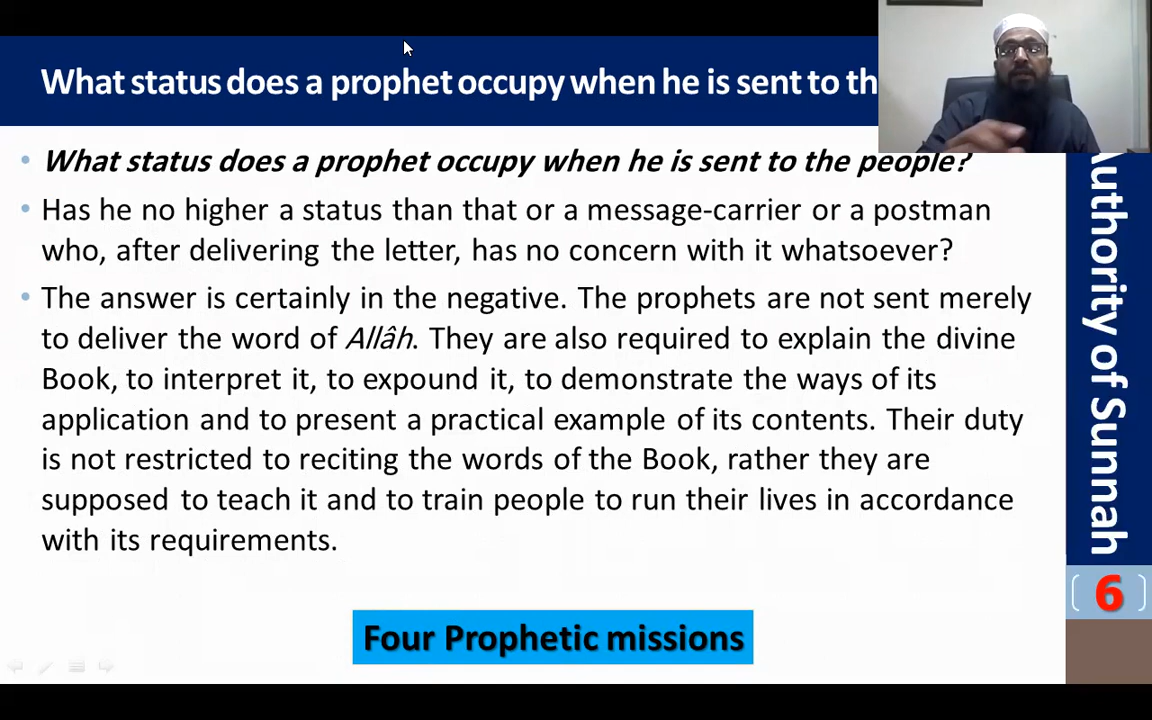 What status does a prophet occupy when he is sent to th
What status does a prophet occupy when he is sent to the people?
Has he no higher a status than that or a message-carrier or a postman
who, after delivering the letter, has no concern with it whatsoever?
The answer is certainly in the negative. The prophets are not sent merely
to deliver the word of Allâh. They are also required to explain the divine
Book, to interpret it, to expound it, to demonstrate the ways of its
application and to present a practical example of its contents. Their duty
is not restricted to reciting the words of the Book, rather they are
supposed to teach it and to train people to run their lives in accordance
with its requirements.
Four Prophetic missions
Authority of Sunnah
6